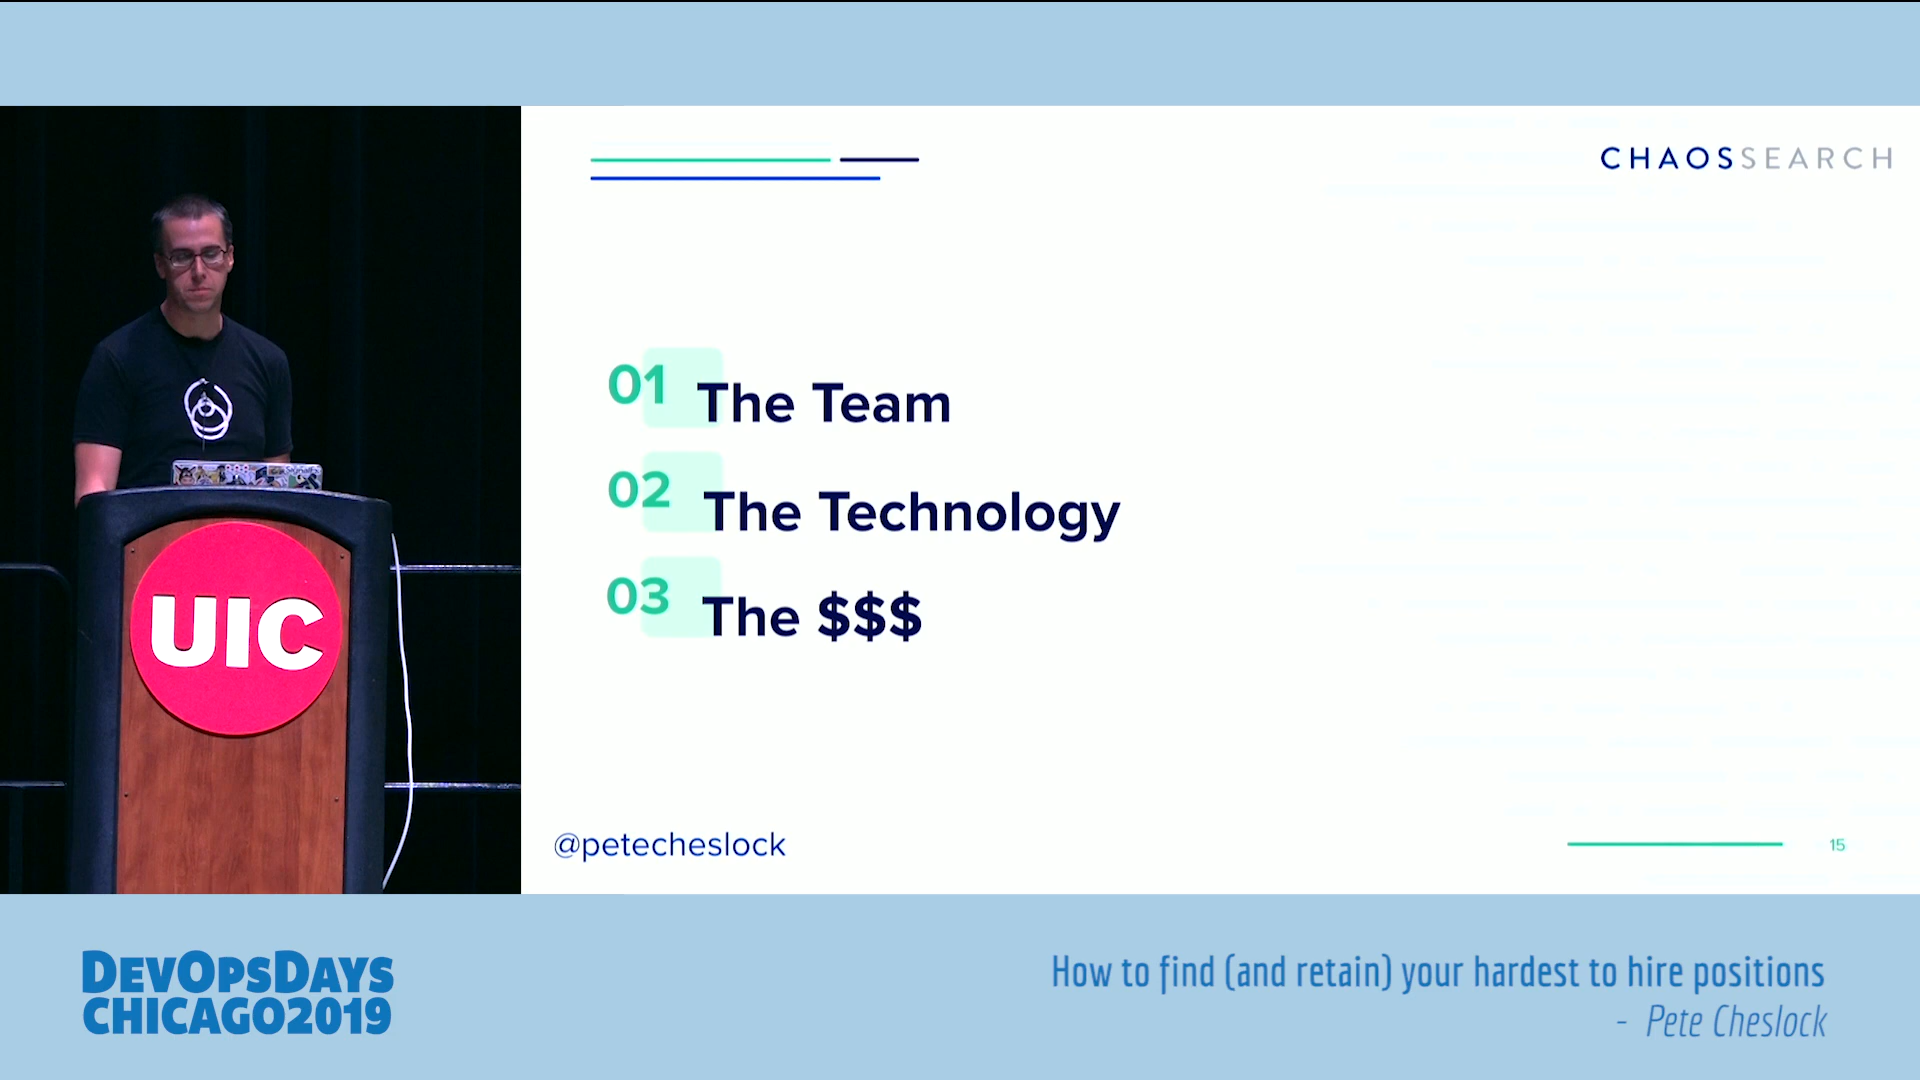 CHAOSSEARCH
01 The Team
02 The Technology
03 The $$$
@petecheslock
15
UIC
DEVOPSDAYS
CHICAGO2019
How to find (and retain) your hardest to hire positions
- Pete Cheslock